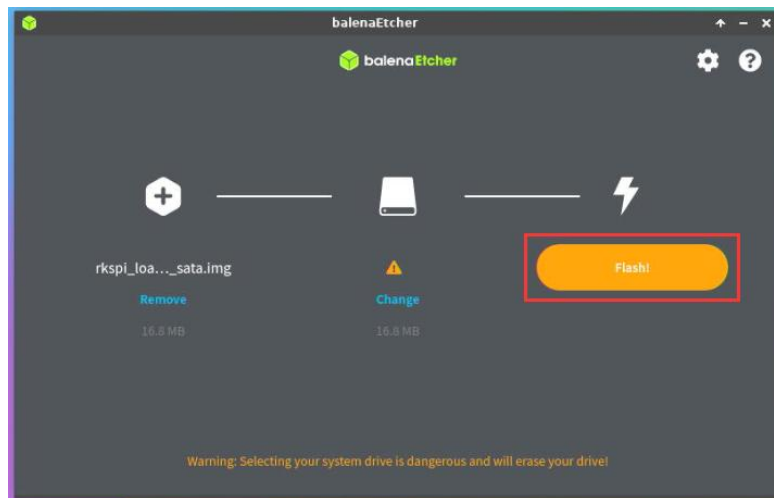 balenaEtcher
balenaEtcher
rkspi_loa..._sata.img
Flash!
Remove
Change
16.8 MB
16.8 MB
Warning: Selecting your system drive is dangerous and will erase your drive!